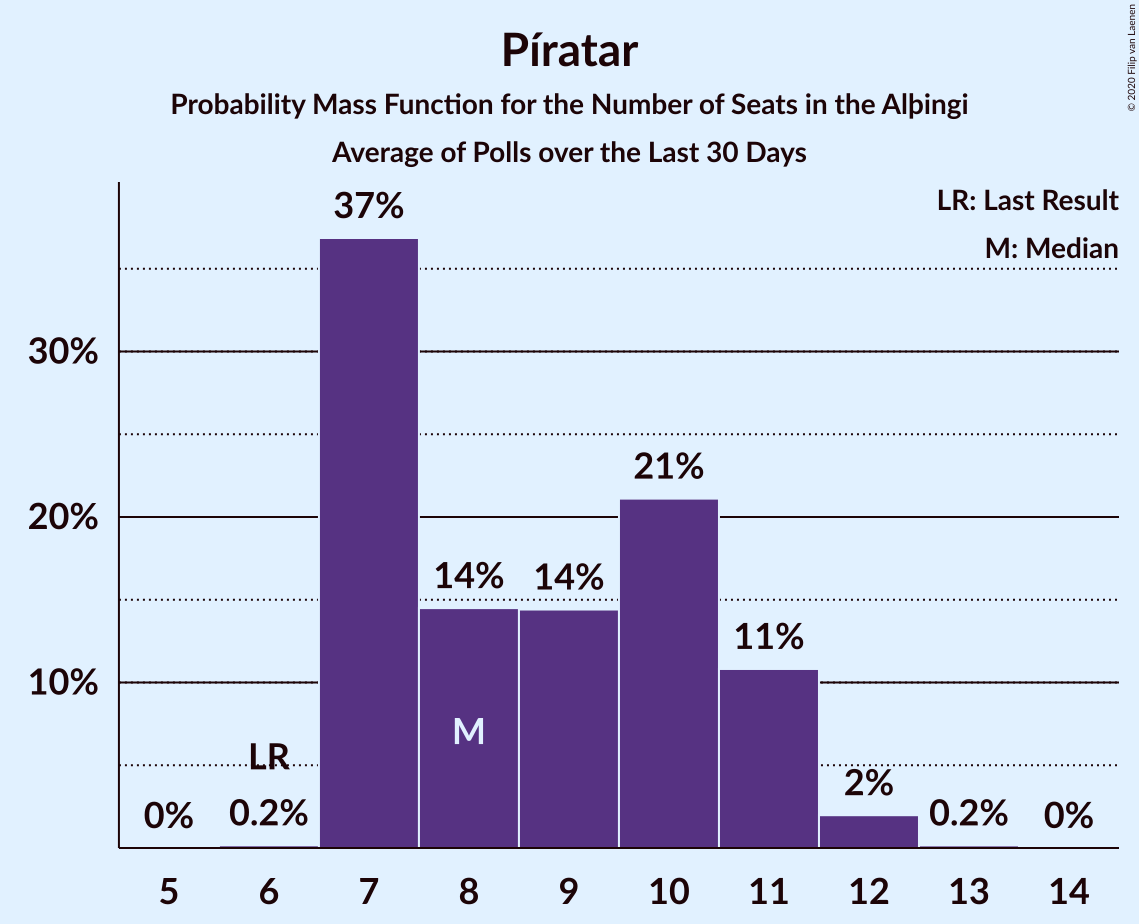 Píratar
Probability Mass Function for the Number of Seats in the Alþingi
Average of Polls over the Last 30 Days
© 2020 Filip van Laenen
LR: Last Result
M: Median
37%
30%
21%
20%
14%
14%
11%
10%
M
LR
2%
0%
0.2%
0.2%
0%
5 6 7 8 9 10 11 12 13 14